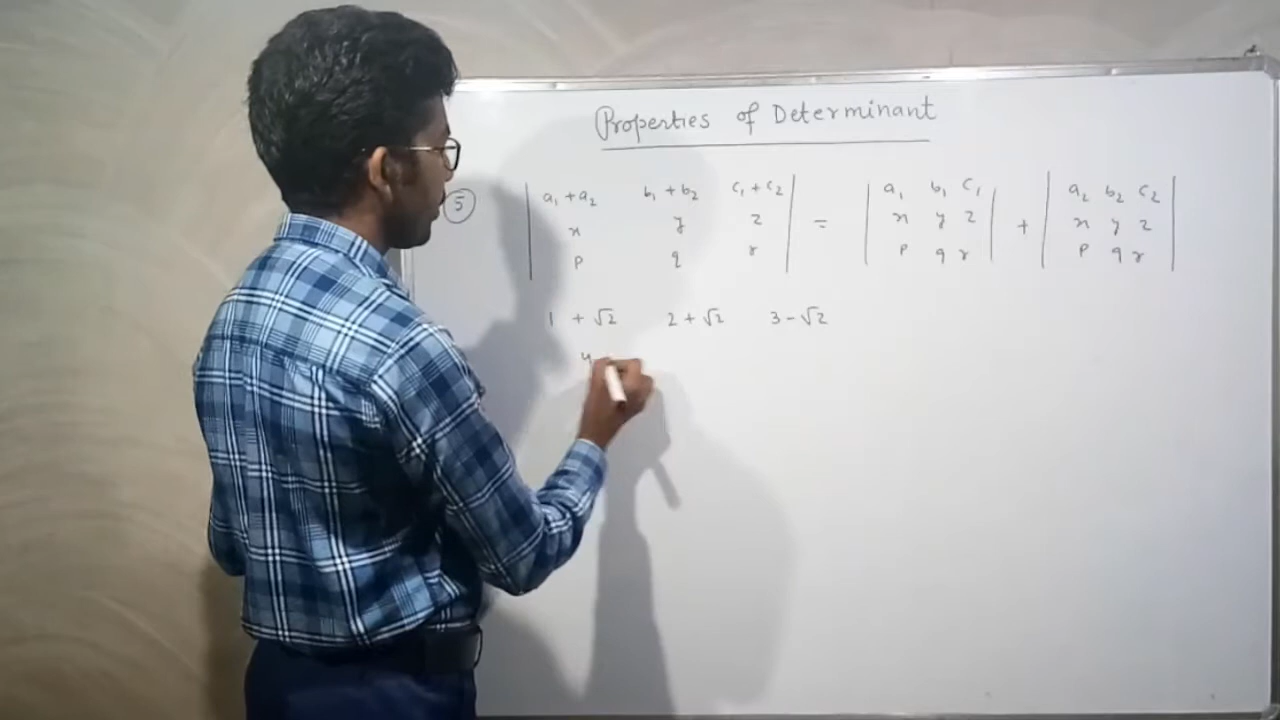 Properties of Determinant
5
| a₁ + a₂ b₁ + b₂ c₁ + c₂ | = | a₁ b₁ c₁ | + | a₂ b₂ c₂ |
| x y z | | x y z | | x y z |
| p q r | | p q r | | p q r |
1 + √2 2 + √2 3 - √2
4